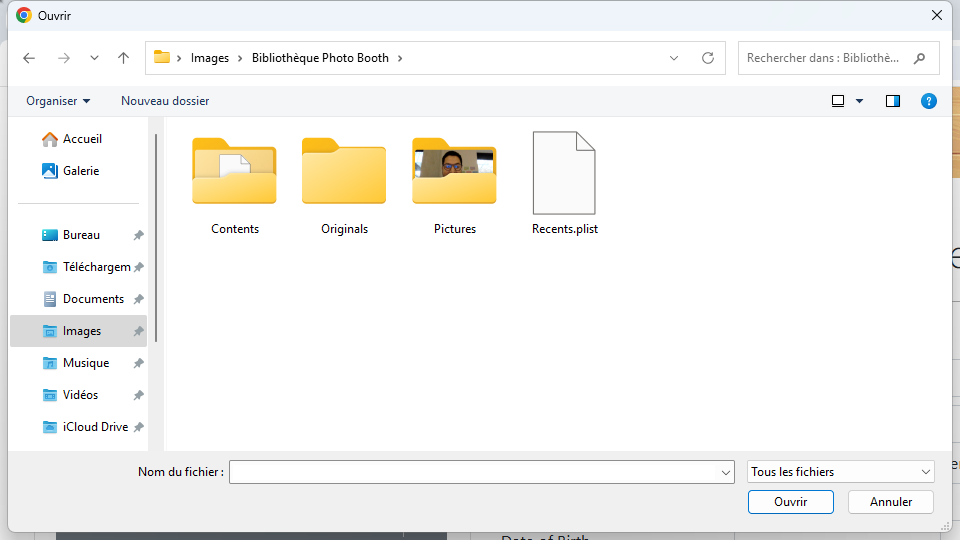 Ouvrir
Images
Bibliothèque Photo Booth
Rechercher dans : Bibliothè...
Organiser
Nouveau dossier
Accueil
Galerie
Bureau
Téléchargem
Documents
Images
Musique
Vidéos
iCloud Drive
Contents
Originals
Pictures
Recents.plist
Nom du fichier :
Tous les fichiers
Ouvrir
Annuler
Date of Birth